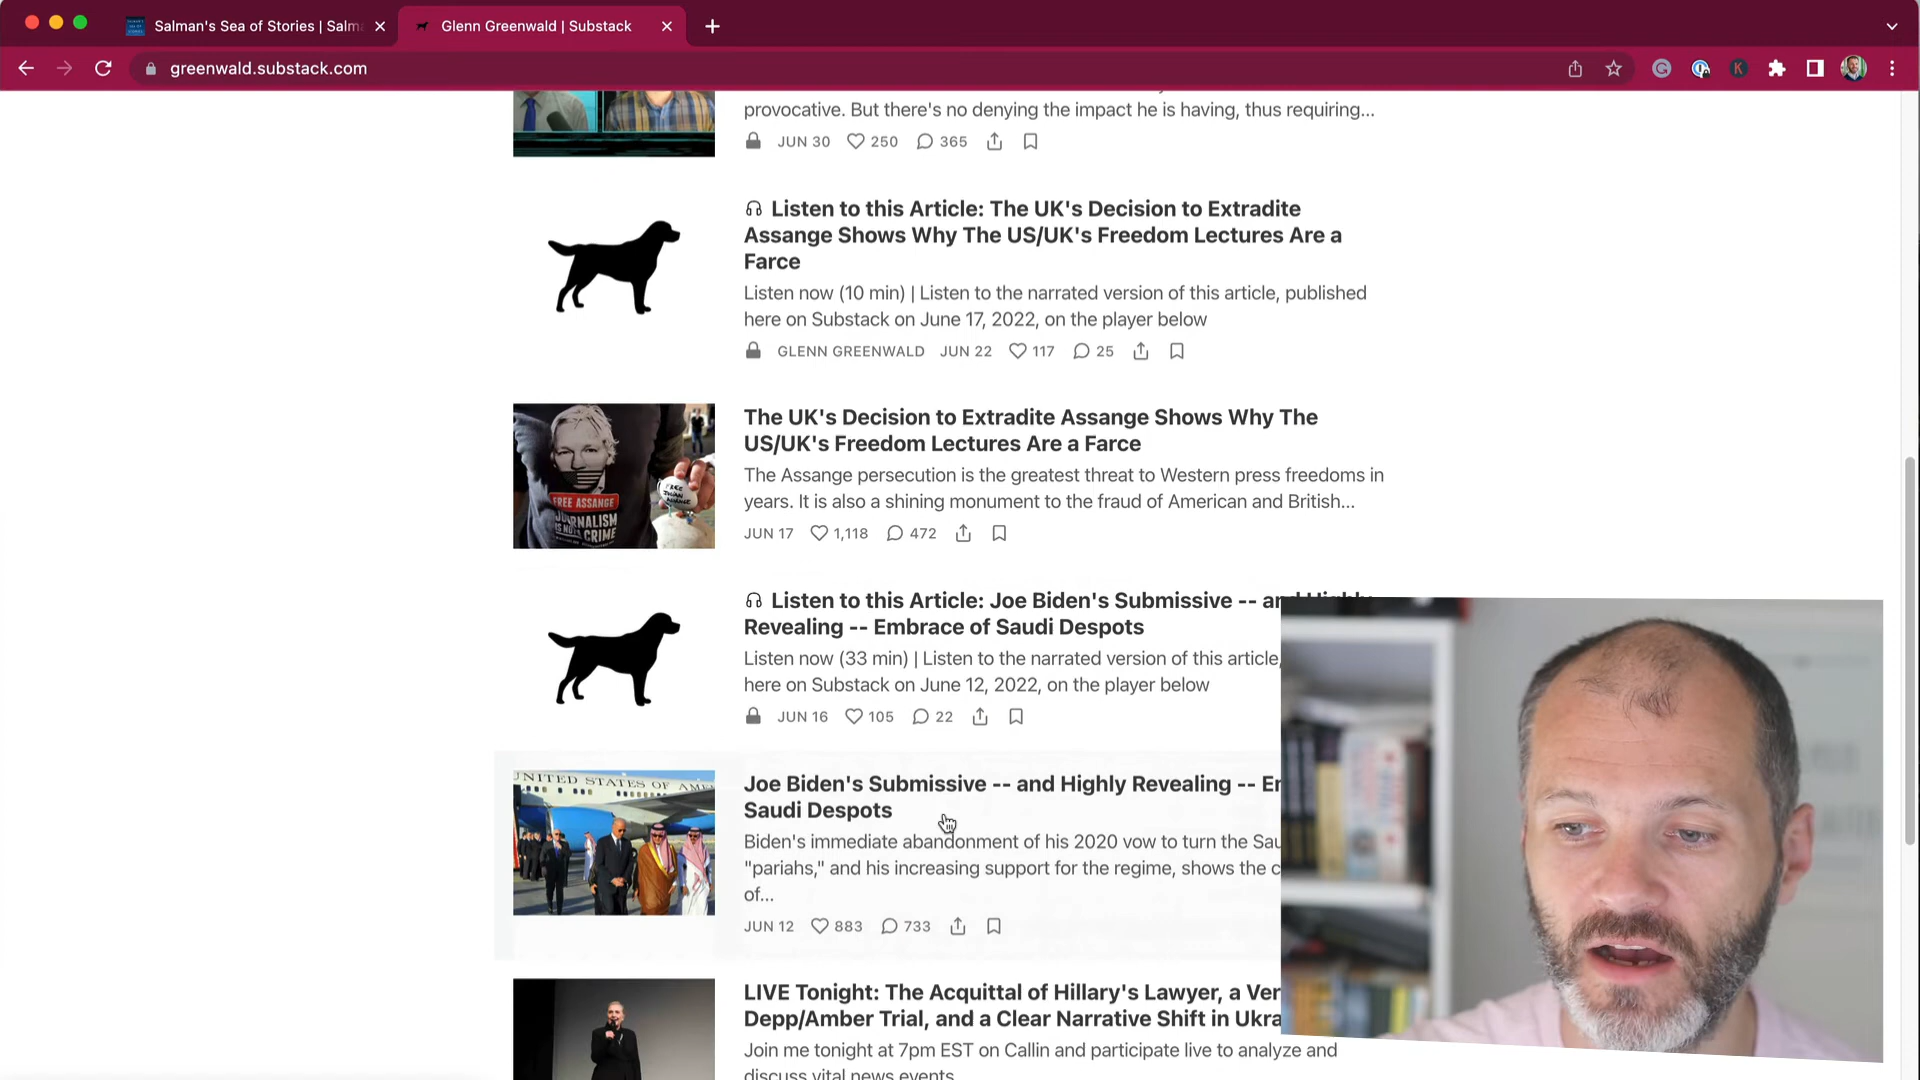 Salman's Sea of Stories | Salm
Glenn Greenwald | Substack
greenwald.substack.com
provocative. But there's no denying the impact he is having, thus requiring...
JUN 30 250 365
Listen to this Article: The UK's Decision to Extradite
Assange Shows Why The US/UK's Freedom Lectures Are a
Farce
Listen now (10 min) | Listen to the narrated version of this article, published
here on Substack on June 17, 2022, on the player below
GLENN GREENWALD JUN 22 117 25
FREE ASSANGE
JOURNALISM
IS NOT A
CRIME
The UK's Decision to Extradite Assange Shows Why The
US/UK's Freedom Lectures Are a Farce
The Assange persecution is the greatest threat to Western press freedoms in
years. It is also a shining monument to the fraud of American and British...
JUN 17 1,118 472
Listen to this Article: Joe Biden's Submissive -- and Highly
Revealing -- Embrace of Saudi Despots
Listen now (33 min) | Listen to the narrated version of this article,
here on Substack on June 12, 2022, on the player below
JUN 16 105 22
UNITED STATES OF AME
Joe Biden's Submissive -- and Highly Revealing -- E
Saudi Despots
Biden's immediate abandonment of his 2020 vow to turn the Sau
"pariahs," and his increasing support for the regime, shows the c
of...
JUN 12 883 733
LIVE Tonight: The Acquittal of Hillary's Lawyer, a Ver
Depp/Amber Trial, and a Clear Narrative Shift in Ukra
Join me tonight at 7pm EST on Callin and participate live to analyze and
discuss vital news events